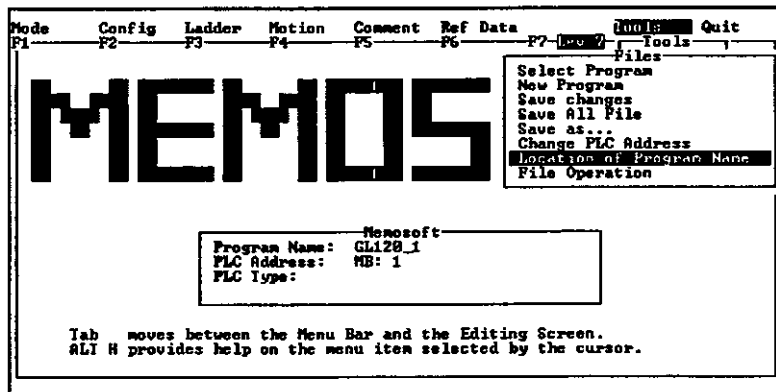 Mode Config Ladder Motion Comment Ref Data Tools Quit
F1 F2 F3 F4 F5 F6 F7-Lev 7 Tools
Files
Select Program
New Program
Save changes
Save All File
Save as...
Change PLC Address
Location of Program Name
File Operation
MEMOS
Memosoft
Program Name: GL120_1
PLC Address: MB: 1
PLC Type:
Tab moves between the Menu Bar and the Editing Screen.
ALT H provides help on the menu item selected by the cursor.